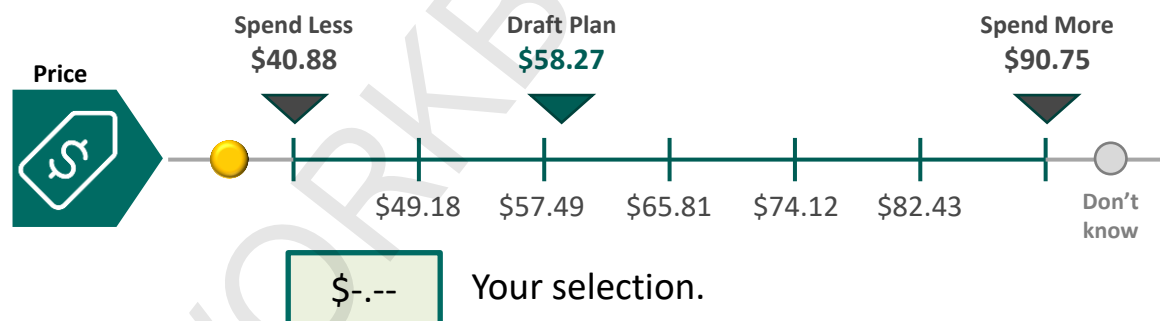 Spend Less
$40.88
Draft Plan
$58.27
Spend More
$90.75
Price
$
$49.18 $57.49 $65.81 $74.12 $82.43
Don't
know
$-.--
Your selection.
WORKB